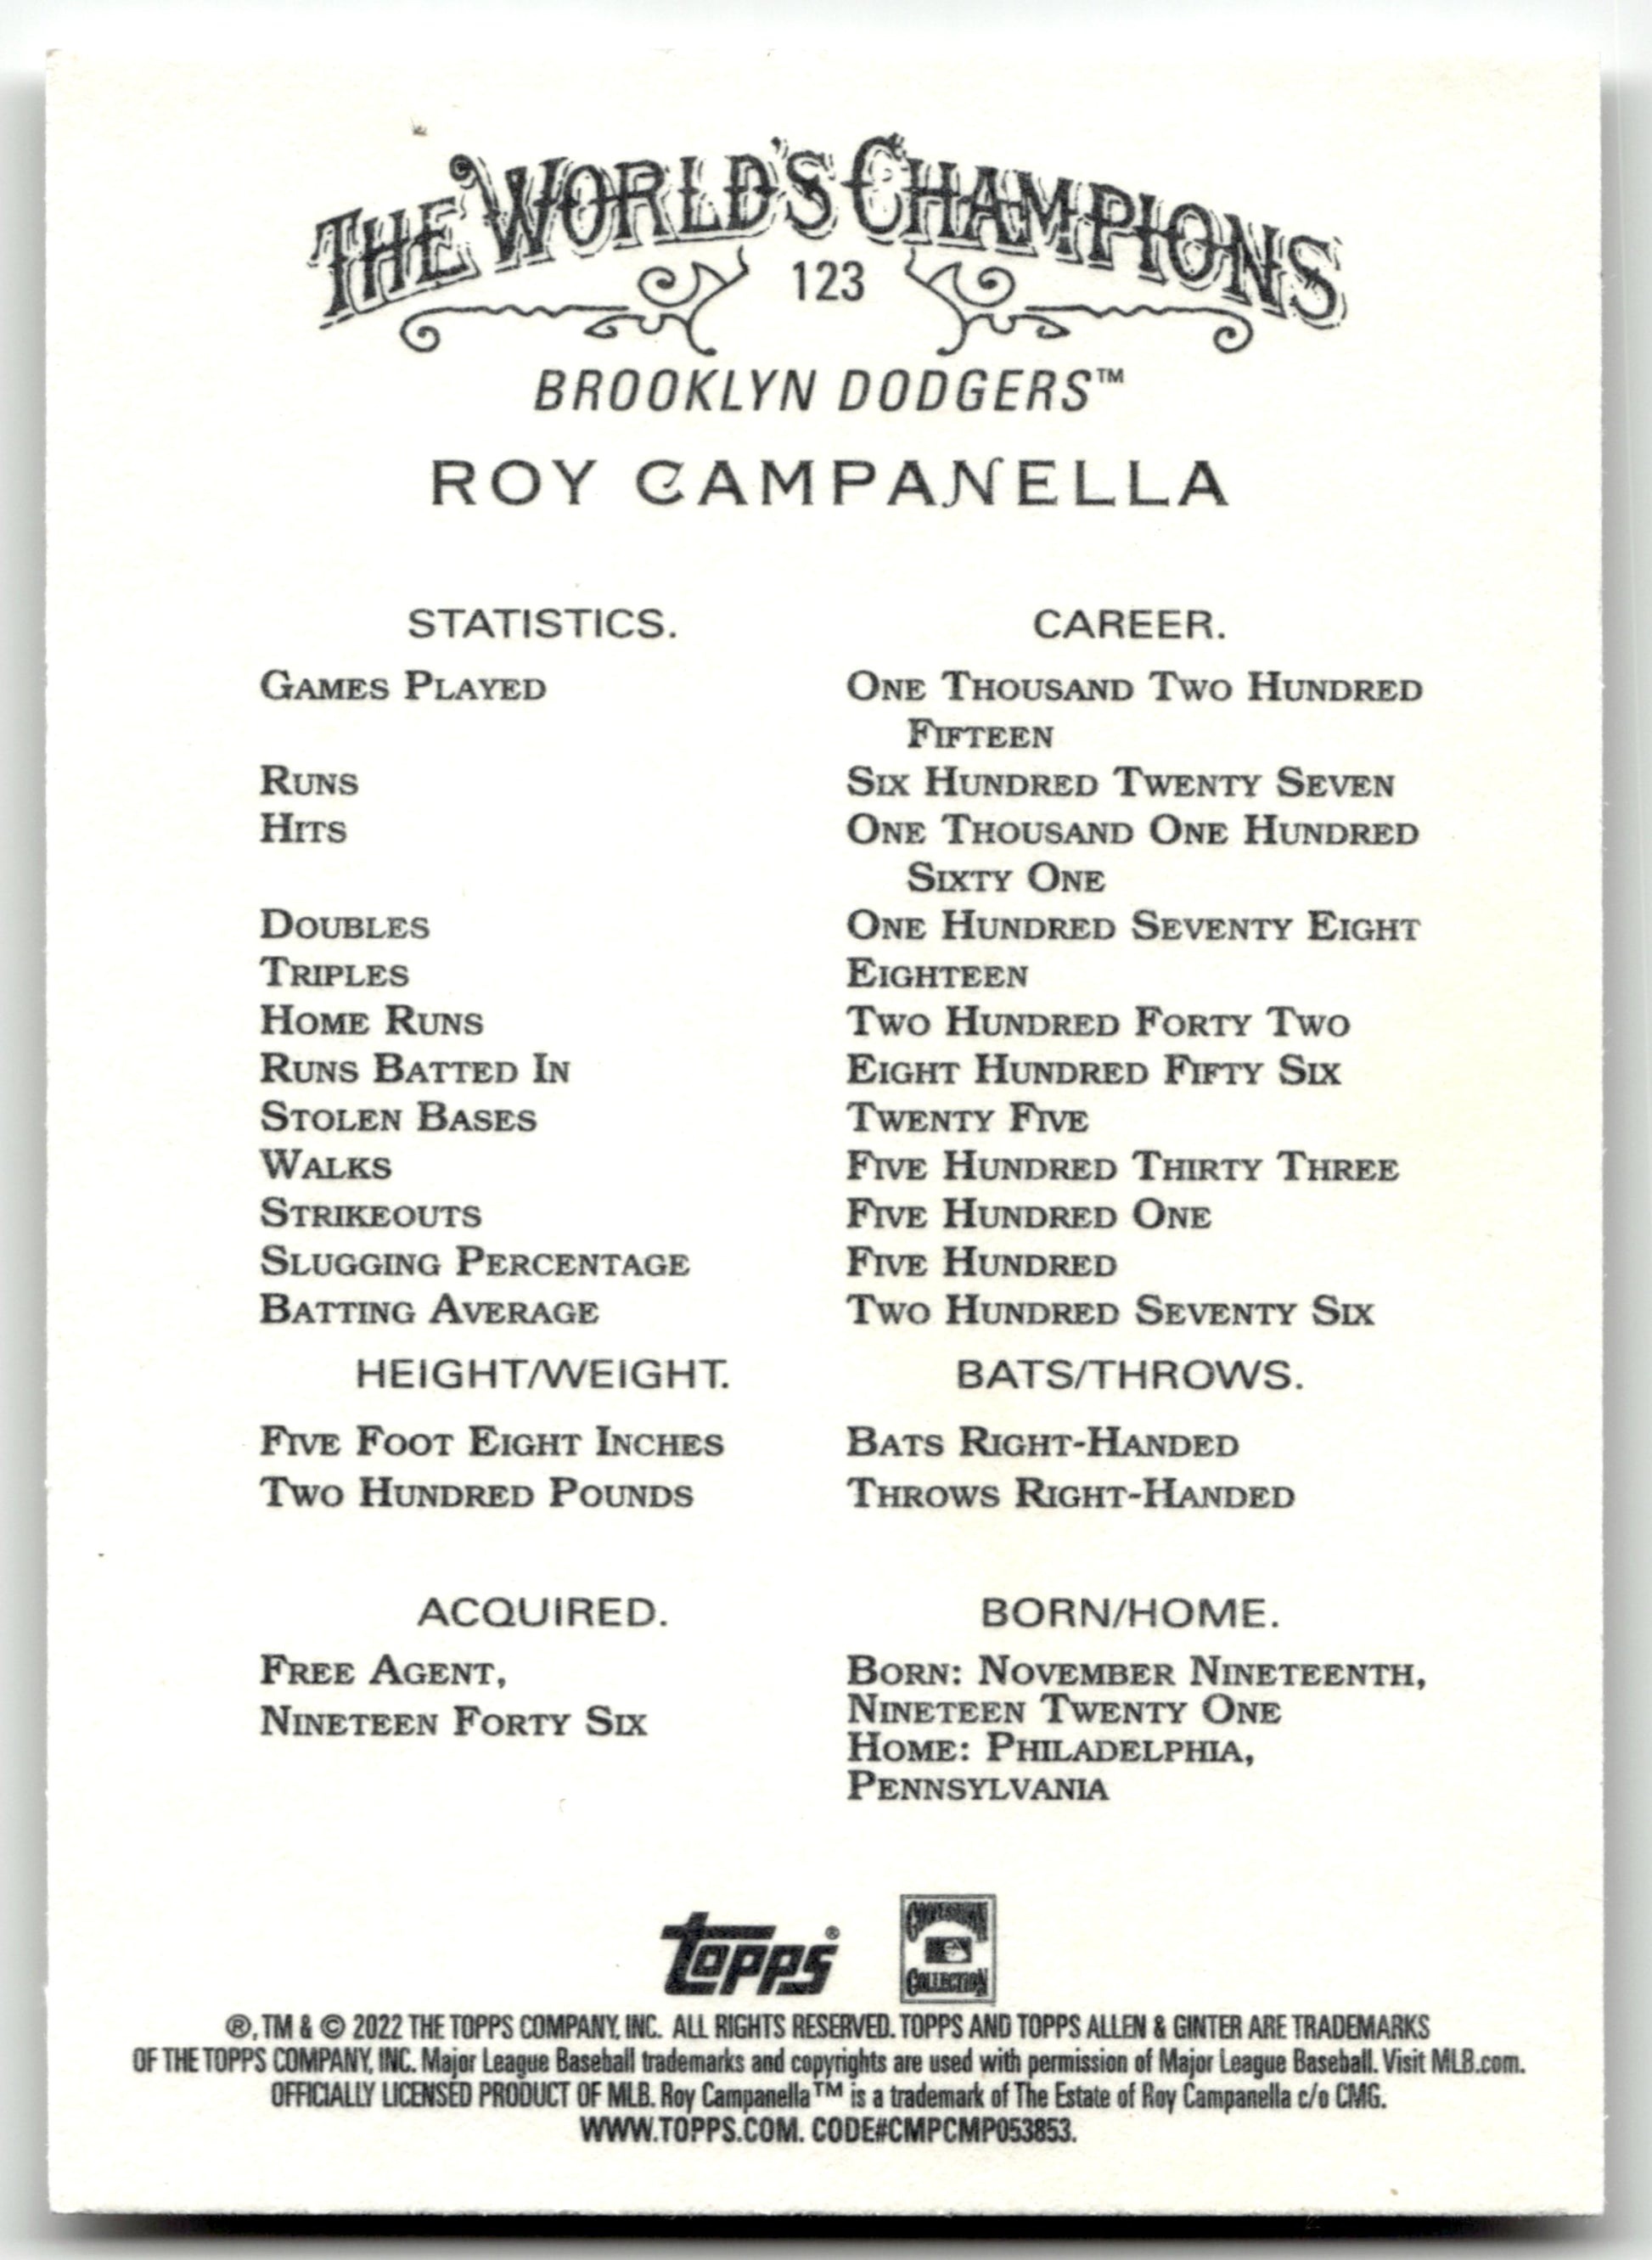 THE WORLD'S CHAMPIONS
123
BROOKLYN DODGERS™
ROY CAMPANELLA
STATISTICS. CAREER.
GAMES PLAYED ONE THOUSAND TWO HUNDRED
FIFTEEN
RUNS SIX HUNDRED TWENTY SEVEN
HITS ONE THOUSAND ONE HUNDRED
SIXTY ONE
DOUBLES ONE HUNDRED SEVENTY EIGHT
TRIPLES EIGHTEEN
HOME RUNS TWO HUNDRED FORTY TWO
RUNS BATTED IN EIGHT HUNDRED FIFTY SIX
STOLEN BASES TWENTY FIVE
WALKS FIVE HUNDRED THIRTY THREE
STRIKEOUTS FIVE HUNDRED ONE
SLUGGING PERCENTAGE FIVE HUNDRED
BATTING AVERAGE TWO HUNDRED SEVENTY SIX
HEIGHT/WEIGHT. BATS/THROWS.
FIVE FOOT EIGHT INCHES BATS RIGHT-HANDED
TWO HUNDRED POUNDS THROWS RIGHT-HANDED
ACQUIRED. BORN/HOME.
FREE AGENT, BORN: NOVEMBER NINETEENTH,
NINETEEN FORTY SIX NINETEEN TWENTY ONE
HOME: PHILADELPHIA,
PENNSYLVANIA
topps® COOPERSTOWN
COLLECTION
®, TM & © 2022 THE TOPPS COMPANY, INC. ALL RIGHTS RESERVED. TOPPS AND TOPPS ALLEN & GINTER ARE TRADEMARKS
OF THE TOPPS COMPANY, INC. Major League Baseball trademarks and copyrights are used with permission of Major League Baseball. Visit MLB.com.
OFFICIALLY LICENSED PRODUCT OF MLB. Roy Campanella™ is a trademark of The Estate of Roy Campanella c/o CMG.
WWW.TOPPS.COM. CODE#CMPCMP053853.